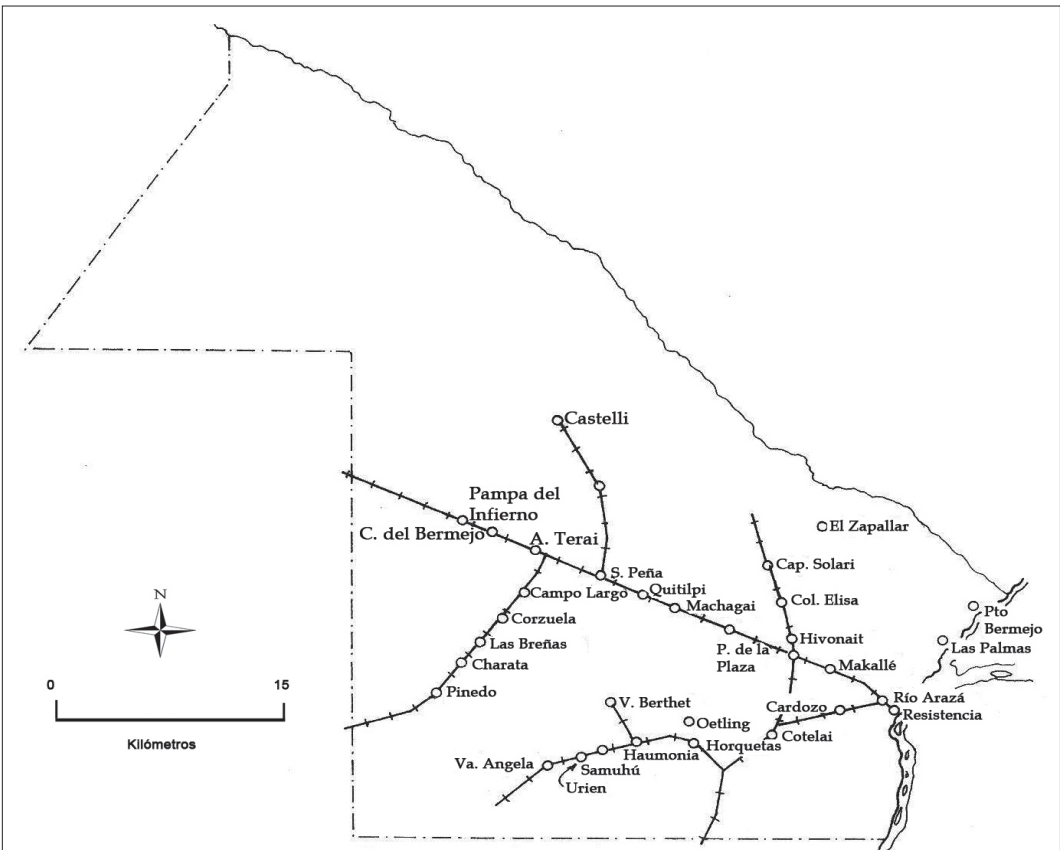 Castelli
Pampa del
Infierno
C. del Bermejo
A. Terai
El Zapallar
Cap. Solari
S. Peña
Quitilpi
Campo Largo
Machagai
Col. Elisa
N
Corzuela
Pto
Bermejo
Las Breñas
P. de la
Plaza
Hivonait
Las Palmas
Charata
Makallé
0
15
Pinedo
V. Berthet
Cardozo
Río Arazá
Resistencia
Oetling
Kilómetros
Cotelai
Haumonia
Horquetas
Va. Angela
Samuhú
Urien